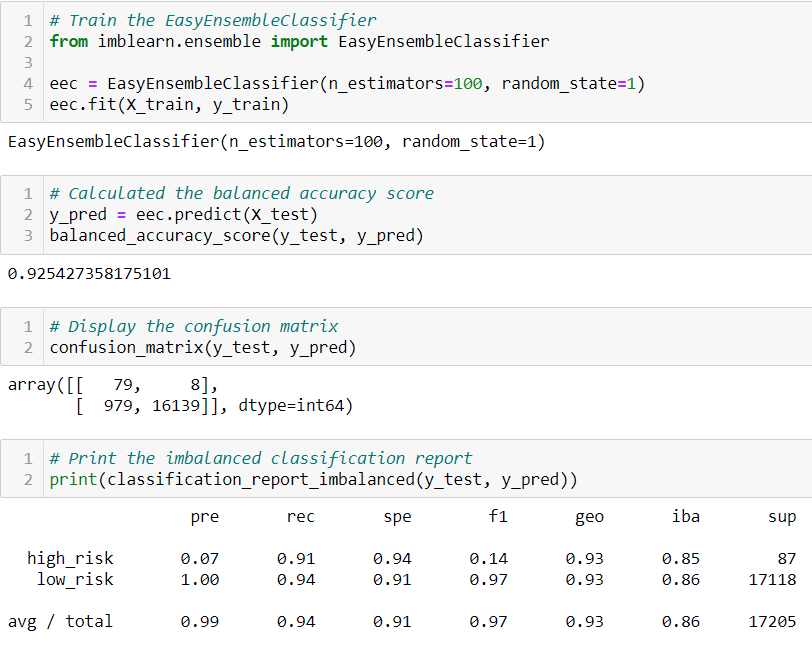 1 # Train the EasyEnsembleClassifier
2 from imblearn.ensemble import EasyEnsembleClassifier
3
4 eec = EasyEnsembleClassifier(n_estimators=100, random_state=1)
5 eec.fit(X_train, y_train)
EasyEnsembleClassifier(n_estimators=100, random_state=1)
1 # Calculated the balanced accuracy score
2 y_pred = eec.predict(X_test)
3 balanced_accuracy_score(y_test, y_pred)
0.925427358175101
1 # Display the confusion matrix
2 confusion_matrix(y_test, y_pred)
array([[   79,     8],
       [  979, 16139]], dtype=int64)
1 # Print the imbalanced classification report
2 print(classification_report_imbalanced(y_test, y_pred))
pre rec spe f1 geo iba sup
high_risk 0.07 0.91 0.94 0.14 0.93 0.85 87
low_risk 1.00 0.94 0.91 0.97 0.93 0.86 17118
avg / total 0.99 0.94 0.91 0.97 0.93 0.86 17205